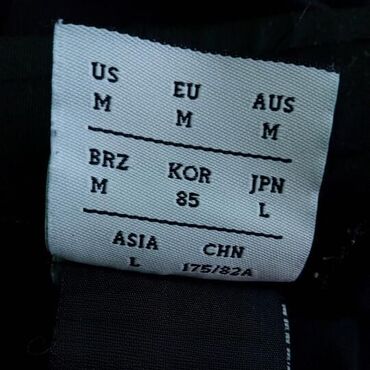 US EU AUS
M M M
BRZ KOR JPN
M 85 L
ASIA CHN
L 175/82A